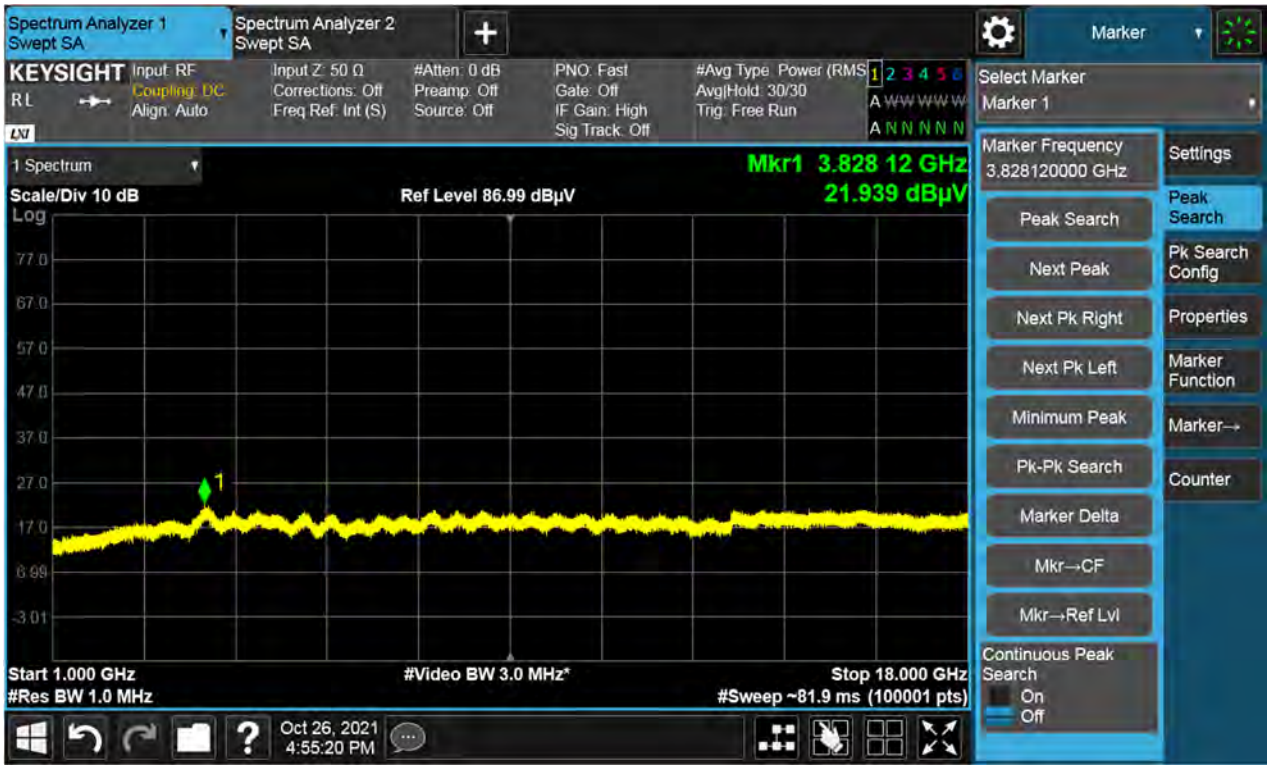 Spectrum Analyzer 1
Swept SA
Spectrum Analyzer 2
Swept SA
+
Marker
KEYSIGHT
RL
LXI
Input: RF
Coupling: DC
Align: Auto
Input Z: 50 Ω
Corrections: Off
Freq Ref: Int (S)
#Atten: 0 dB
Preamp: Off
Source: Off
PNO: Fast
Gate: Off
IF Gain: High
Sig Track: Off
#Avg Type: Power (RMS
Avg|Hold: 30/30
Trig: Free Run
1 2 3 4 5 6
A W W W W W
A N N N N N
Select Marker
Marker 1
1 Spectrum
Mkr1 3.828 12 GHz
Scale/Div 10 dB
Ref Level 86.99 dBµV
21.939 dBµV
Log
77.0
67.0
57.0
47.0
37.0
27.0
17.0
6.99
-3.01
1
Start 1.000 GHz
#Video BW 3.0 MHz*
Stop 18.000 GHz
#Res BW 1.0 MHz
#Sweep ~81.9 ms (100001 pts)
Marker Frequency
3.828120000 GHz
Peak Search
Next Peak
Next Pk Right
Next Pk Left
Minimum Peak
Pk-Pk Search
Marker Delta
Mkr→CF
Mkr→Ref Lvl
Continuous Peak
Search
On
Off
Settings
Peak
Search
Pk Search
Config
Properties
Marker
Function
Marker→
Counter
?
Oct 26, 2021
4:55:20 PM